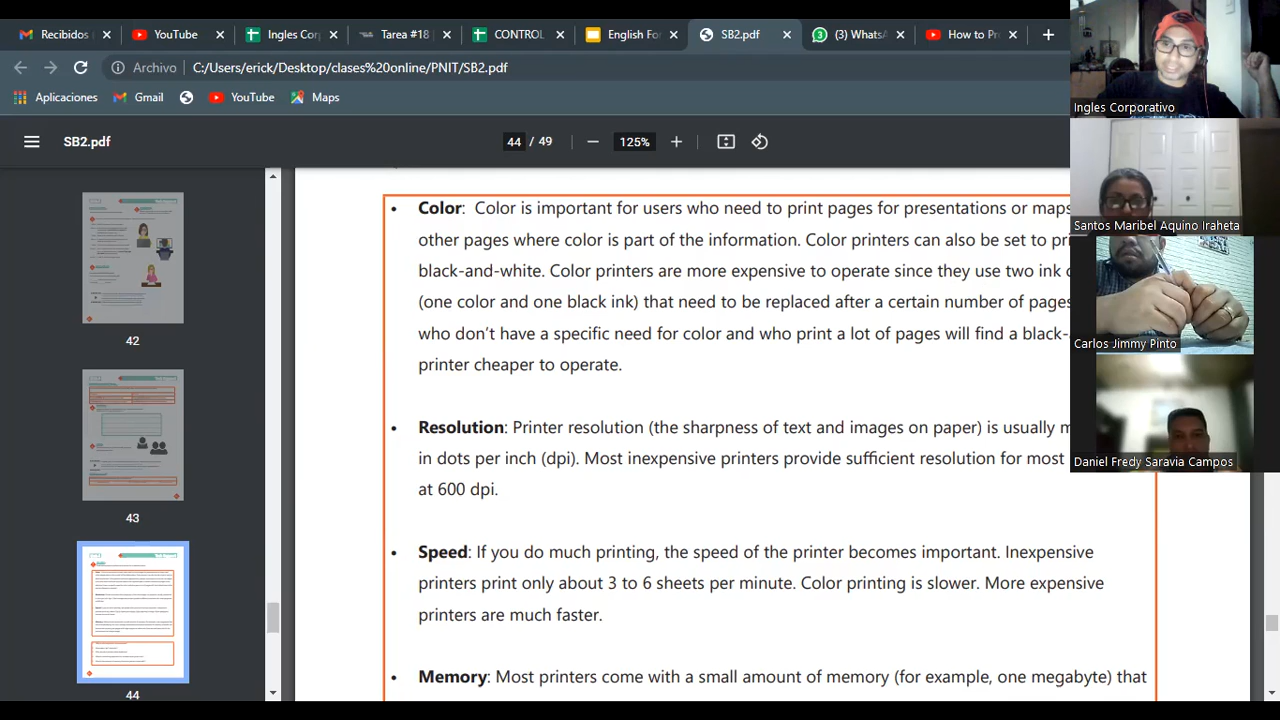 Recibidos (
YouTube
Ingles Corp
Tarea #18
CONTROL
English For
SB2.pdf
(3) WhatsA
How to Pr
Archivo
C:/Users/erick/Desktop/clases%20online/PNIT/SB2.pdf
Aplicaciones
Gmail
YouTube
Maps
SB2.pdf
44 / 49
125%
42
43
44
• Color: Color is important for users who need to print pages for presentations or maps
other pages where color is part of the information. Color printers can also be set to pri
black-and-white. Color printers are more expensive to operate since they use two ink c
(one color and one black ink) that need to be replaced after a certain number of pages
who don’t have a specific need for color and who print a lot of pages will find a black-
printer cheaper to operate.
• Resolution: Printer resolution (the sharpness of text and images on paper) is usually m
in dots per inch (dpi). Most inexpensive printers provide sufficient resolution for most
at 600 dpi.
• Speed: If you do much printing, the speed of the printer becomes important. Inexpensive
printers print only about 3 to 6 sheets per minute. Color printing is slower. More expensive
printers are much faster.
• Memory: Most printers come with a small amount of memory (for example, one megabyte) that
Ingles Corporativo
Santos Maribel Aquino Iraheta
Carlos Jimmy Pinto
Daniel Fredy Saravia Campos